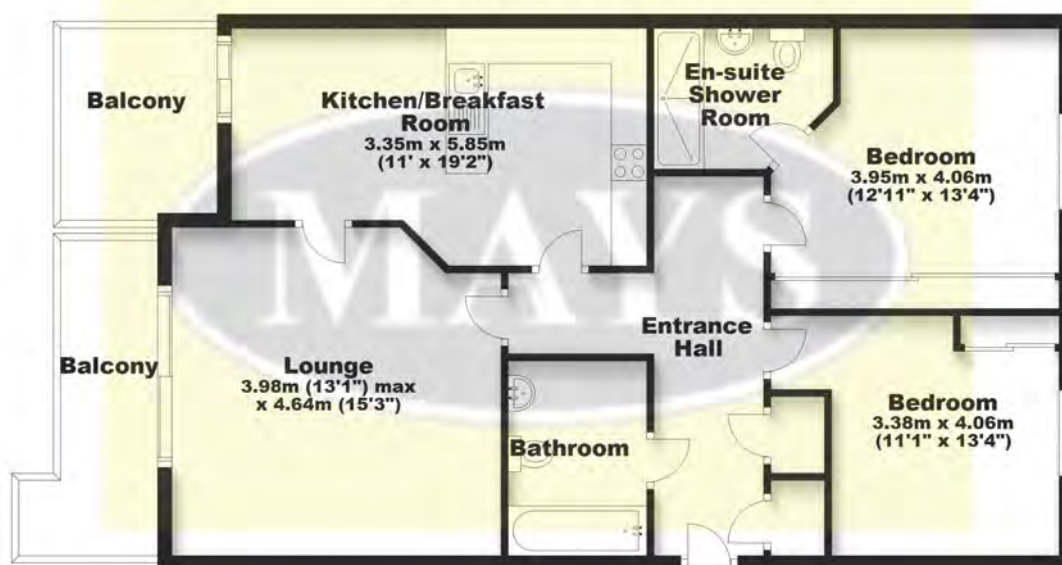 Balcony
Kitchen/Breakfast
Room
3.35m x 5.85m
(11' x 19'2")
En-suite
Shower
Room
Bedroom
3.95m x 4.06m
(12'11" x 13'4")
MAYS
Entrance
Hall
Balcony
Lounge
3.98m (13'1") max
x 4.64m (15'3")
Bathroom
Bedroom
3.38m x 4.06m
(11'1" x 13'4")